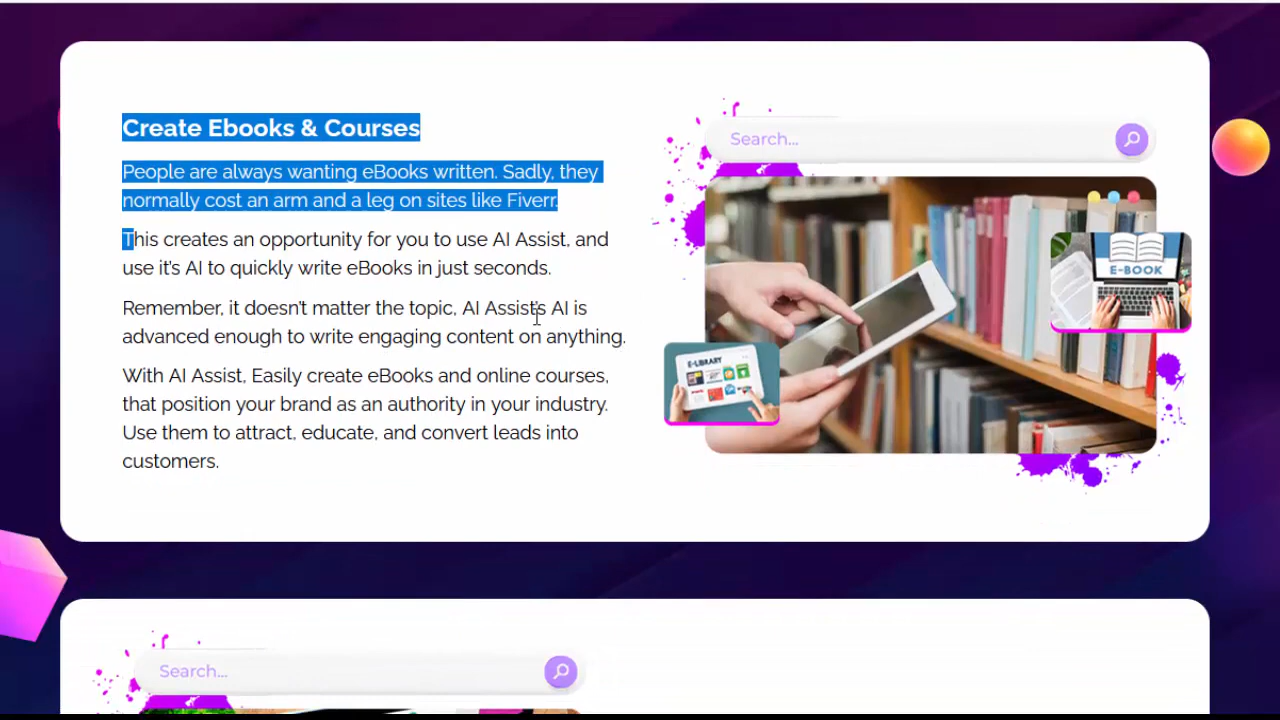 Create Ebooks & Courses
People are always wanting eBooks written. Sadly, they
normally cost an arm and a leg on sites like Fiverr.
This creates an opportunity for you to use AI Assist, and
use it's AI to quickly write eBooks in just seconds.
Remember, it doesn't matter the topic, AI Assist's AI is
advanced enough to write engaging content on anything.
With AI Assist, Easily create eBooks and online courses,
that position your brand as an authority in your industry.
Use them to attract, educate, and convert leads into
customers.
Search...
E-BOOK
E-LIBRARY
Search...